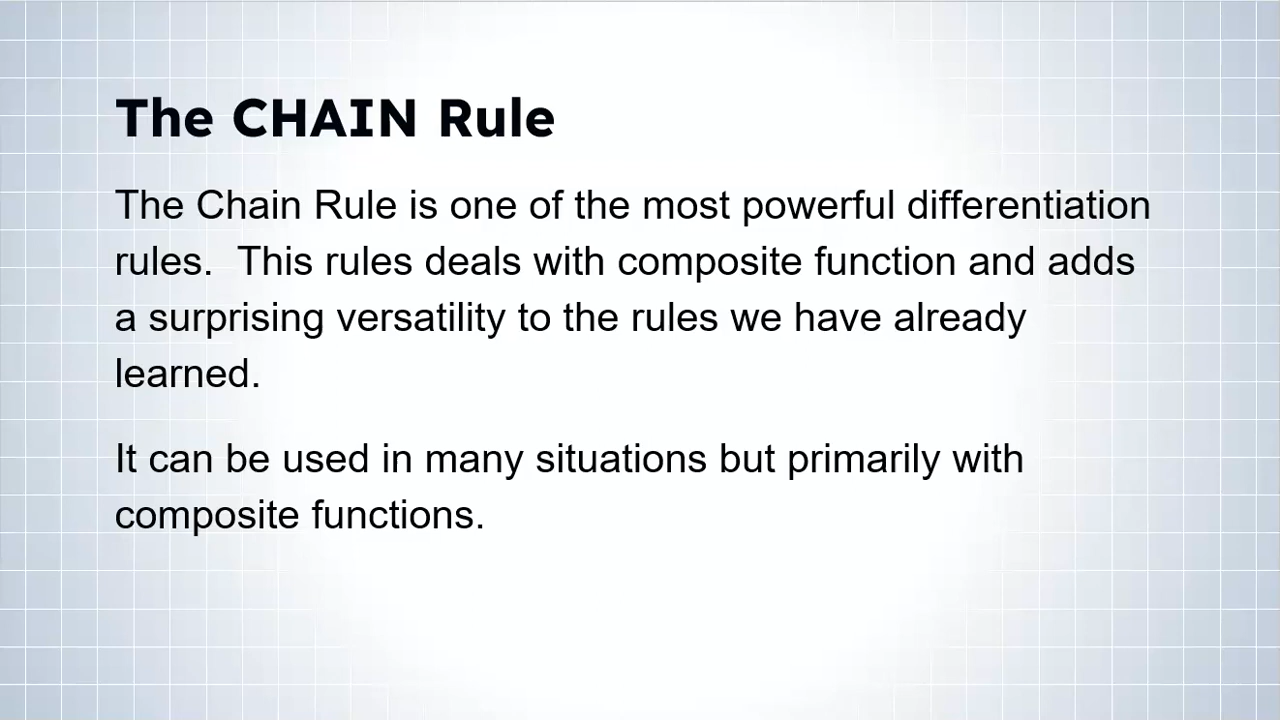 The CHAIN Rule
The Chain Rule is one of the most powerful differentiation
rules.  This rules deals with composite function and adds
a surprising versatility to the rules we have already
learned.
It can be used in many situations but primarily with
composite functions.